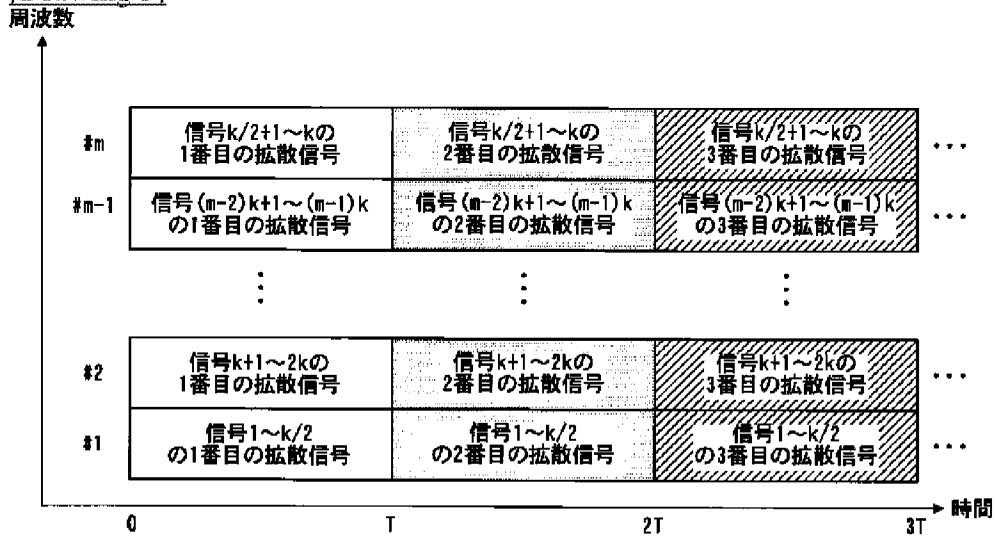 周波数
#m
信号k/2+1～kの
1番目の拡散信号
信号k/2+1～kの
2番目の拡散信号
信号k/2+1～kの
3番目の拡散信号
・・・
#m-1
信号(m-2)k+1～(m-1)k
の1番目の拡散信号
信号(m-2)k+1～(m-1)k
の2番目の拡散信号
信号(m-2)k+1～(m-1)k
の3番目の拡散信号
・・・
#2
信号k+1～2kの
1番目の拡散信号
信号k+1～2kの
2番目の拡散信号
信号k+1～2kの
3番目の拡散信号
・・・
#1
信号1～k/2
の1番目の拡散信号
信号1～k/2
の2番目の拡散信号
信号1～k/2
の3番目の拡散信号
・・・
時間
0
T
2T
3T